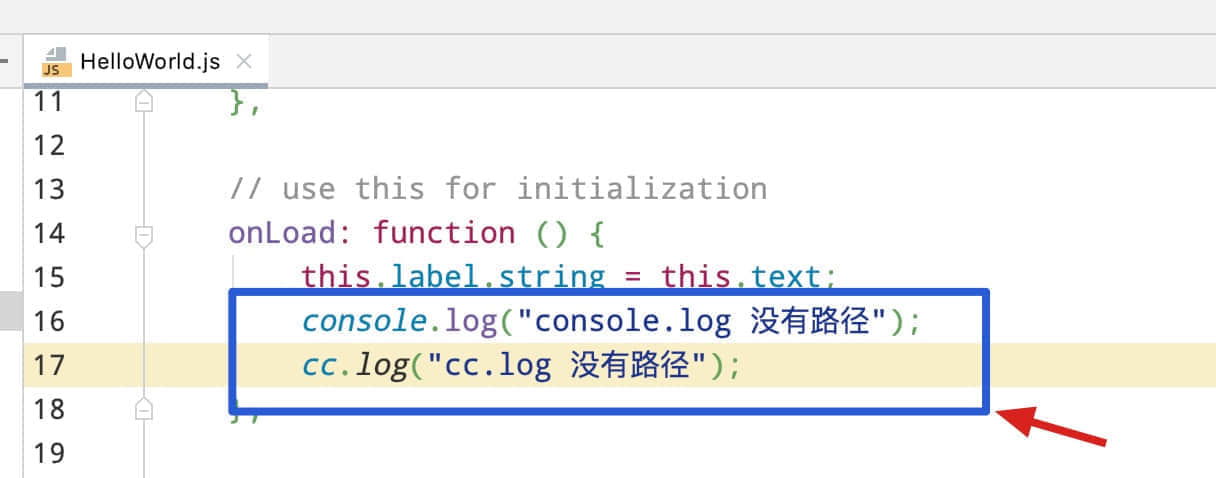 JS HelloWorld.js
11 },
12
13 // use this for initialization
14 onLoad: function () {
15 this.label.string = this.text;
16 console.log("console.log 没有路径");
17 cc.log("cc.log 没有路径");
18 },
19